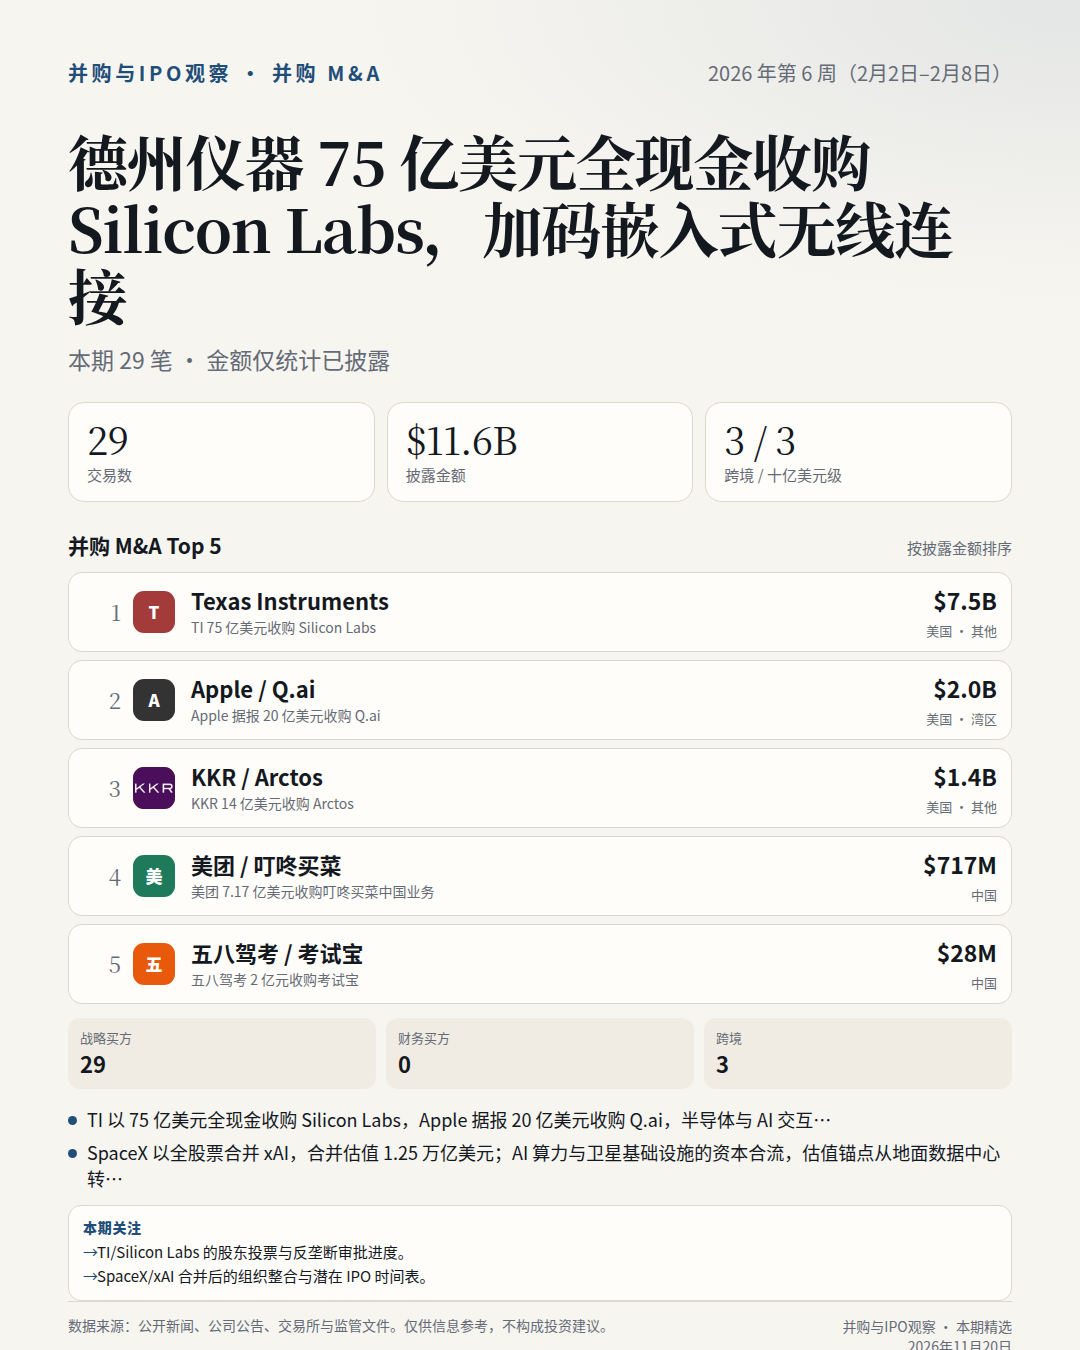 并购与IPO观察 • 并购 M&A
2026 年第 6 周（2月2日–2月8日）
德州仪器 75 亿美元全现金收购
Silicon Labs，加码嵌入式无线连
接
本期 29 笔 • 金额仅统计已披露
29
交易数
$11.6B
披露金额
3 / 3
跨境 / 十亿美元级
并购 M&A Top 5
按披露金额排序
1
T
Texas Instruments
TI 75 亿美元收购 Silicon Labs
$7.5B
美国 • 其他
2
A
Apple / Q.ai
Apple 据报 20 亿美元收购 Q.ai
$2.0B
美国 • 湾区
3
KKR
KKR / Arctos
KKR 14 亿美元收购 Arctos
$1.4B
美国 • 其他
4
美
美团 / 叮咚买菜
美团 7.17 亿美元收购叮咚买菜中国业务
$717M
中国
5
五
五八驾考 / 考试宝
五八驾考 2 亿元收购考试宝
$28M
中国
战略买方
29
财务买方
0
跨境
3
TI 以 75 亿美元全现金收购 Silicon Labs，Apple 据报 20 亿美元收购 Q.ai，半导体与 AI 交互…
SpaceX 以全股票合并 xAI，合并估值 1.25 万亿美元；AI 算力与卫星基础设施的资本合流，估值锚点从地面数据中心
转…
本期关注
→TI/Silicon Labs 的股东投票与反垄断审批进度。
→SpaceX/xAI 合并后的组织整合与潜在 IPO 时间表。
数据来源：公开新闻、公司公告、交易所与监管文件。仅供信息参考，不构成投资建议。
并购与IPO观察 • 本期精选
2026年11月20日